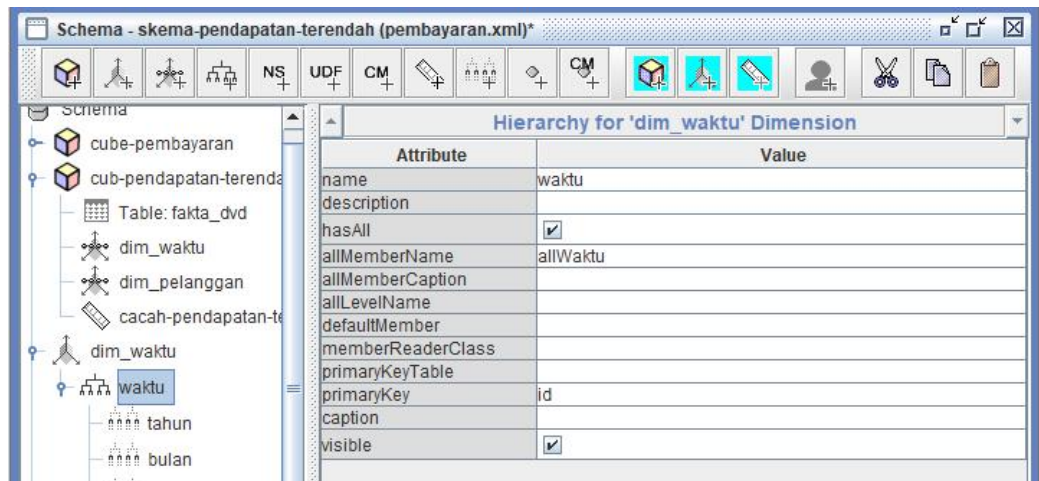 Schema - skema-pendapatan-terendah (pembayaran.xml)*
NS UDF CM CM
Schema
cube-pembayaran
cub-pendapatan-terenda
Table: fakta_dvd
dim_waktu
dim_pelanggan
cacah-pendapatan-te
dim_waktu
waktu
tahun
bulan
Hierarchy for 'dim_waktu' Dimension
Attribute Value
name waktu
description
hasAll
allMemberName allWaktu
allMemberCaption
allLevelName
defaultMember
memberReaderClass
primaryKeyTable
primaryKey id
caption
visible